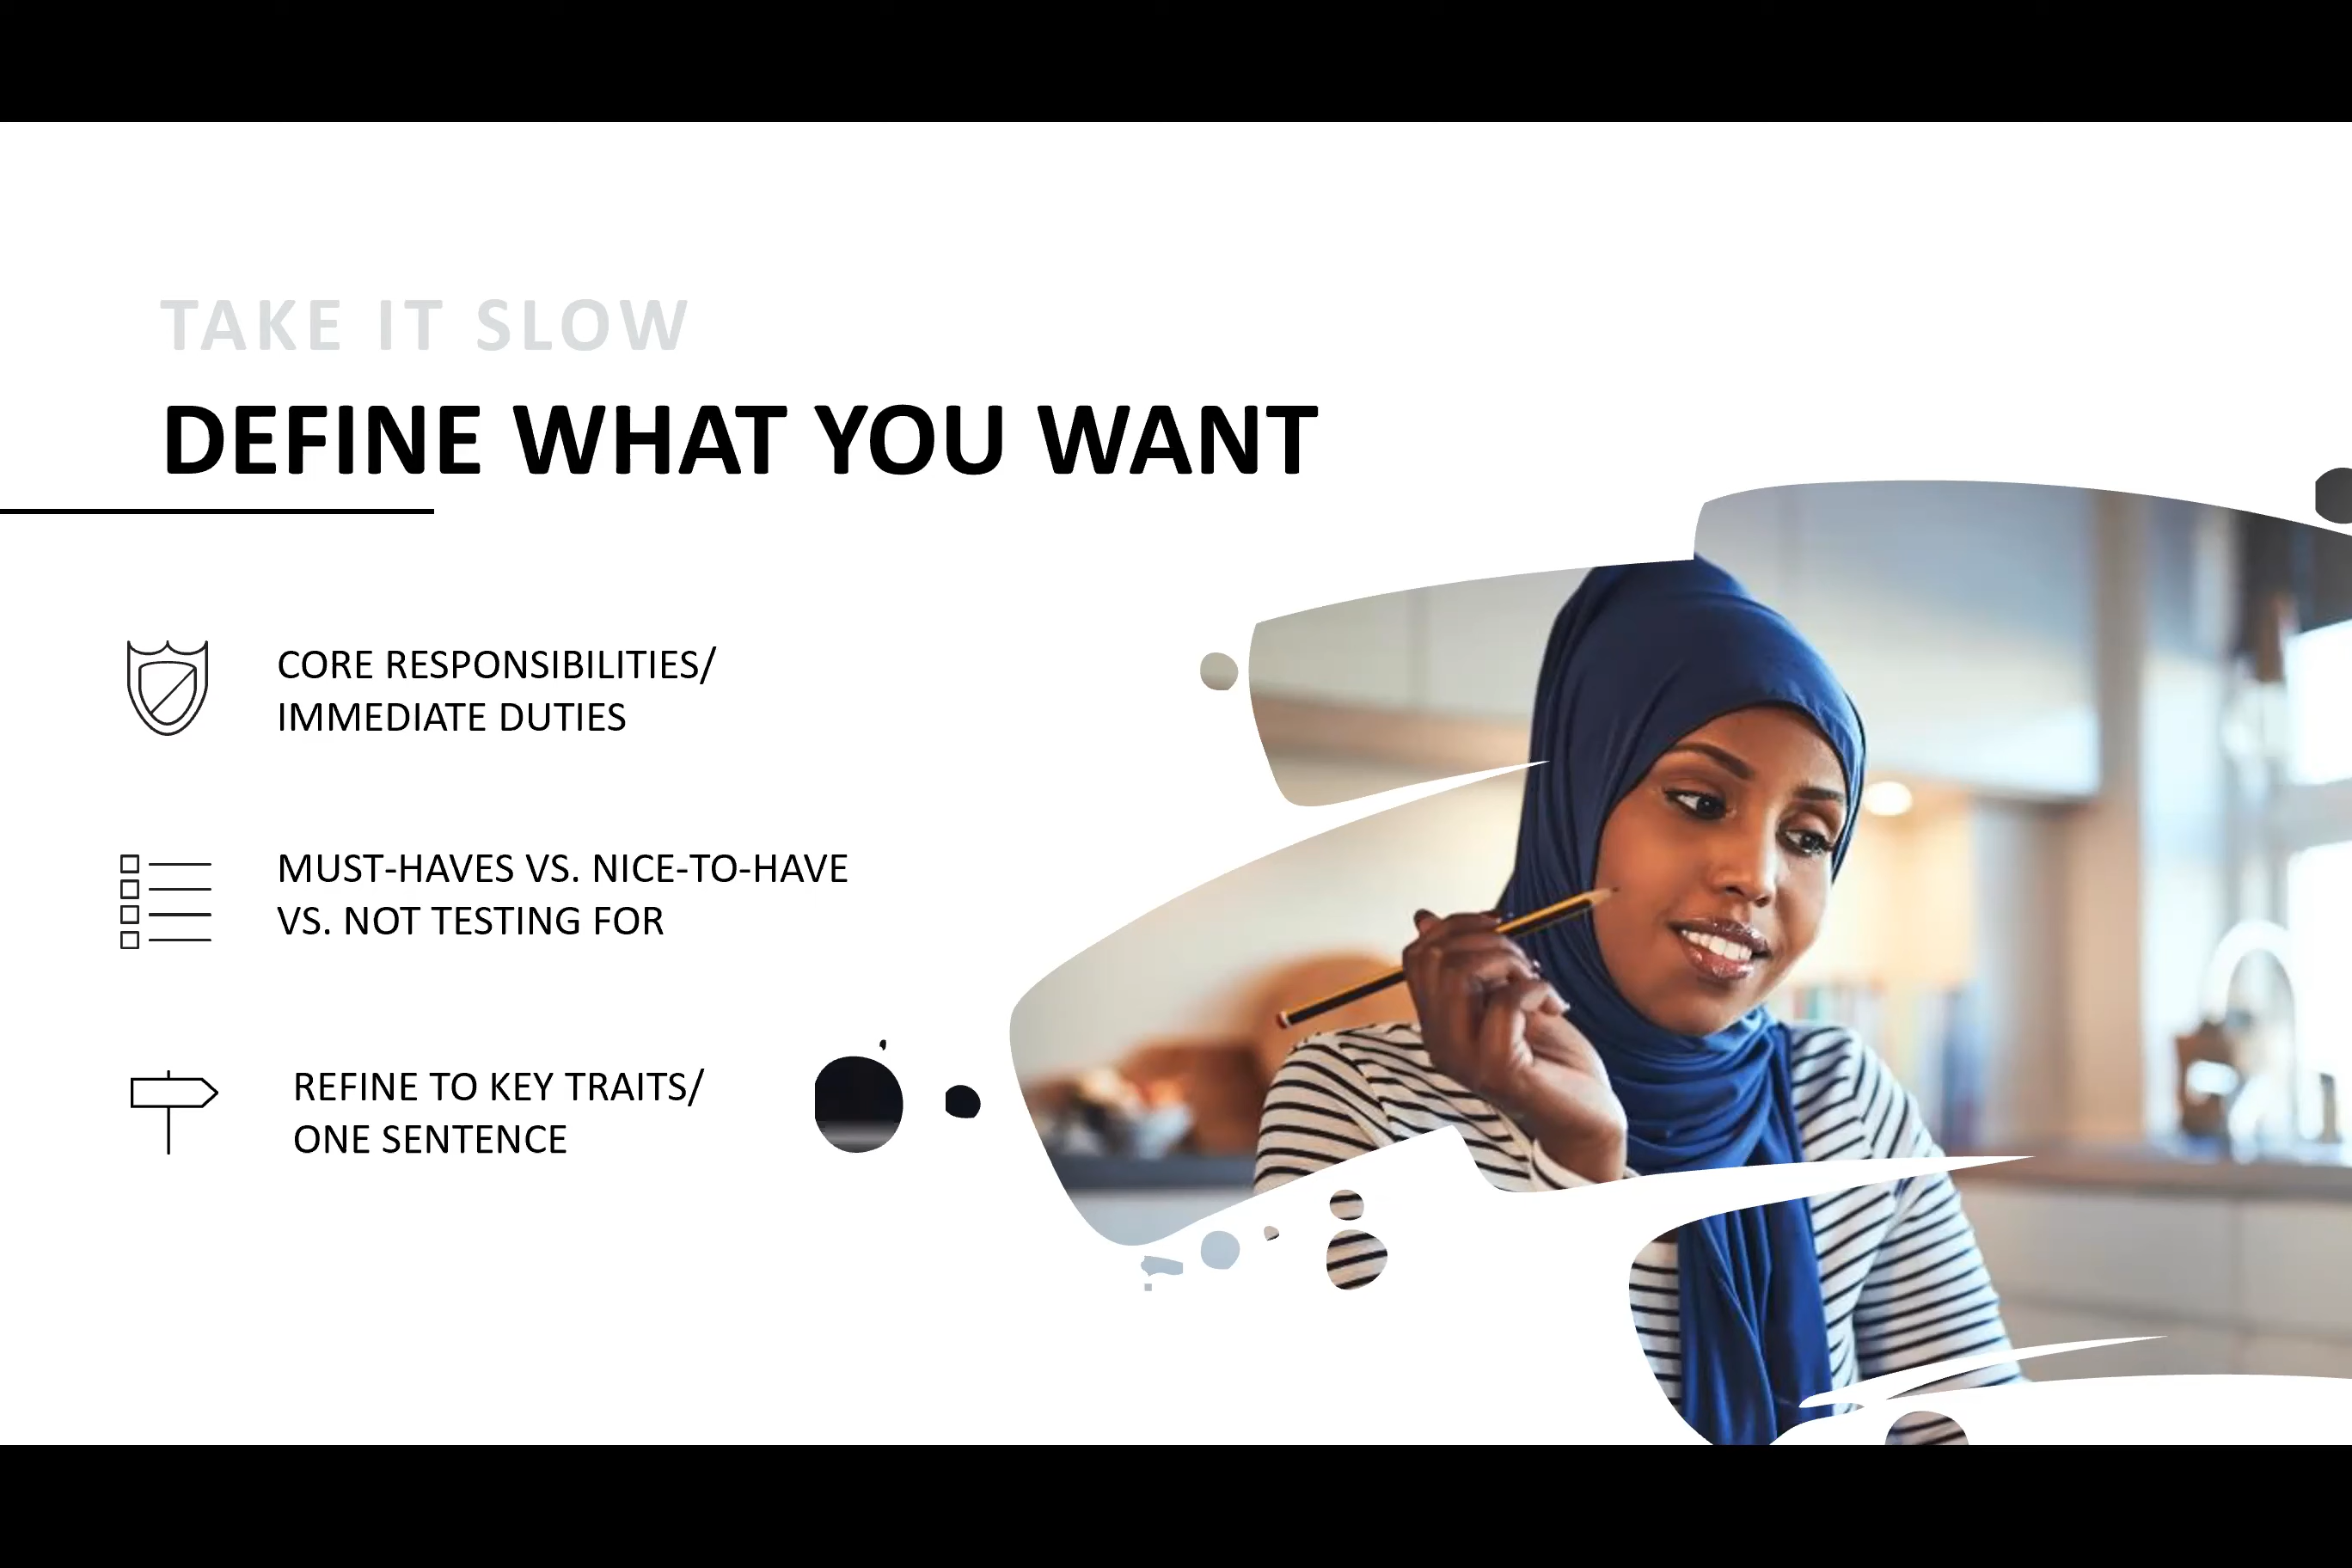 TAKE IT SLOW
DEFINE WHAT YOU WANT
CORE RESPONSIBILITIES/
IMMEDIATE DUTIES
MUST-HAVES VS. NICE-TO-HAVE
VS. NOT TESTING FOR
REFINE TO KEY TRAITS/
ONE SENTENCE